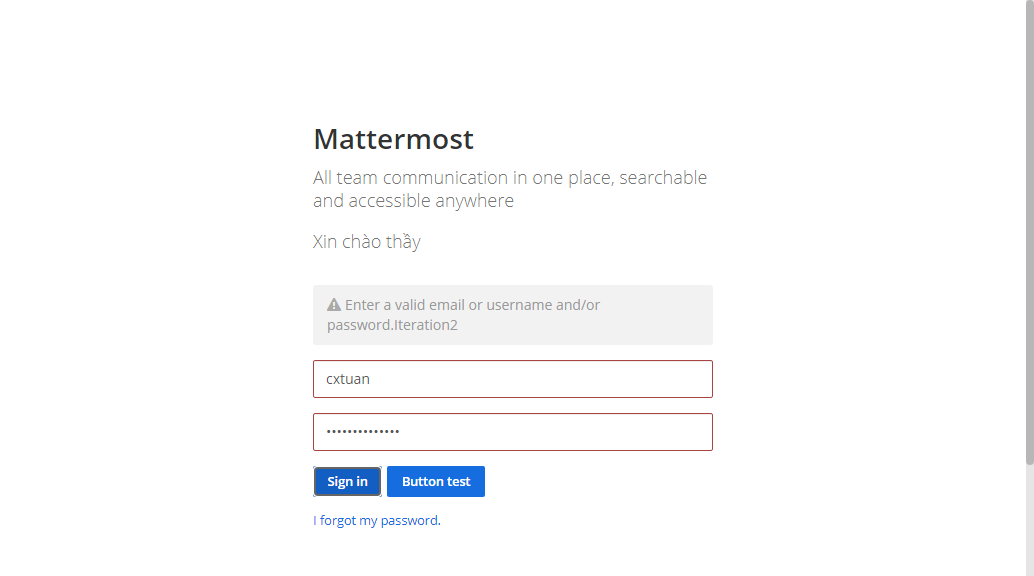 Mattermost
All team communication in one place, searchable
and accessible anywhere
Xin chào thầy
Enter a valid email or username and/or
password.Iteration2
cxtuan
••••••••••••••
Sign in Button test
I forgot my password.